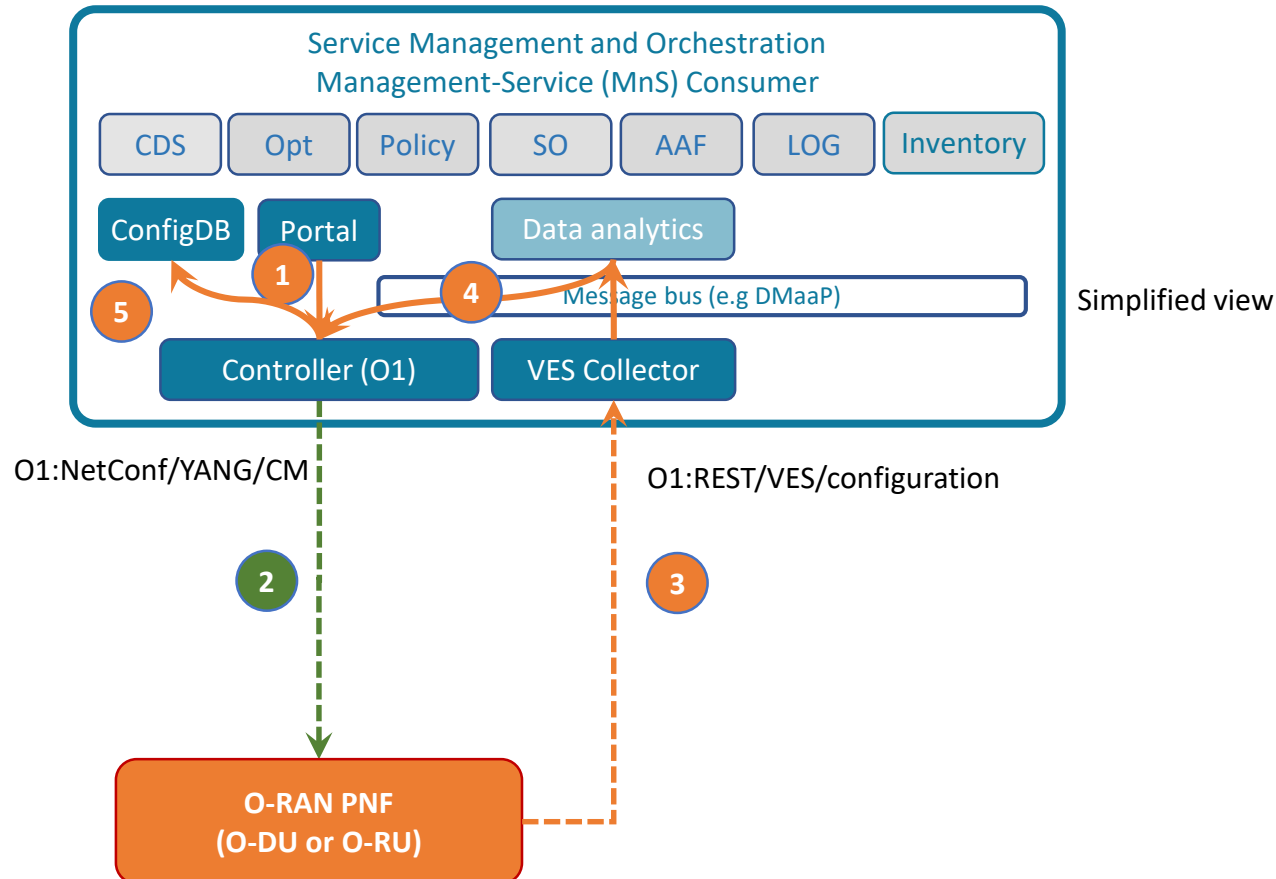 Service Management and Orchestration
Management-Service (MnS) Consumer
CDS
Opt
Policy
SO
AAF
LOG
Inventory
ConfigDB
Portal
Data analytics
1
4
5
Message bus (e.g DMaaP)
Simplified view
Controller (O1)
VES Collector
O1:NetConf/YANG/CM
O1:REST/VES/configuration
2
3
O-RAN PNF
(O-DU or O-RU)